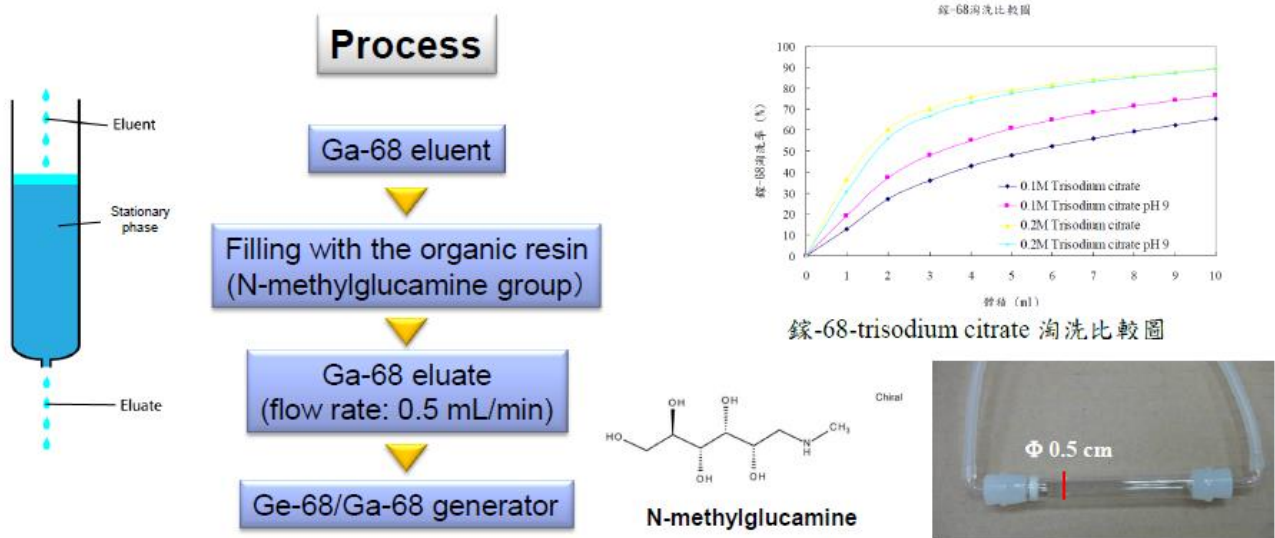 Process
Eluent
Stationary
phase
Eluate
Ga-68 eluent
Filling with the organic resin
(N-methylglucamine group)
Ga-68 eluate
(flow rate: 0.5 mL/min)
Ge-68/Ga-68 generator
鎵-68淘洗比較圖
鎵-68淘洗率 (%)
100
90
80
70
60
50
40
30
20
10
0
0 1 2 3 4 5 6 7 8 9 10
0.1M Trisodium citrate
0.1M Trisodium citrate pH 9
0.2M Trisodium citrate
0.2M Trisodium citrate pH 9
體積 (ml)
鎵-68-trisodium citrate 淘洗比較圖
Chiral
OH OH
HO CH3
N
H
OH OH
N-methylglucamine
Φ 0.5 cm